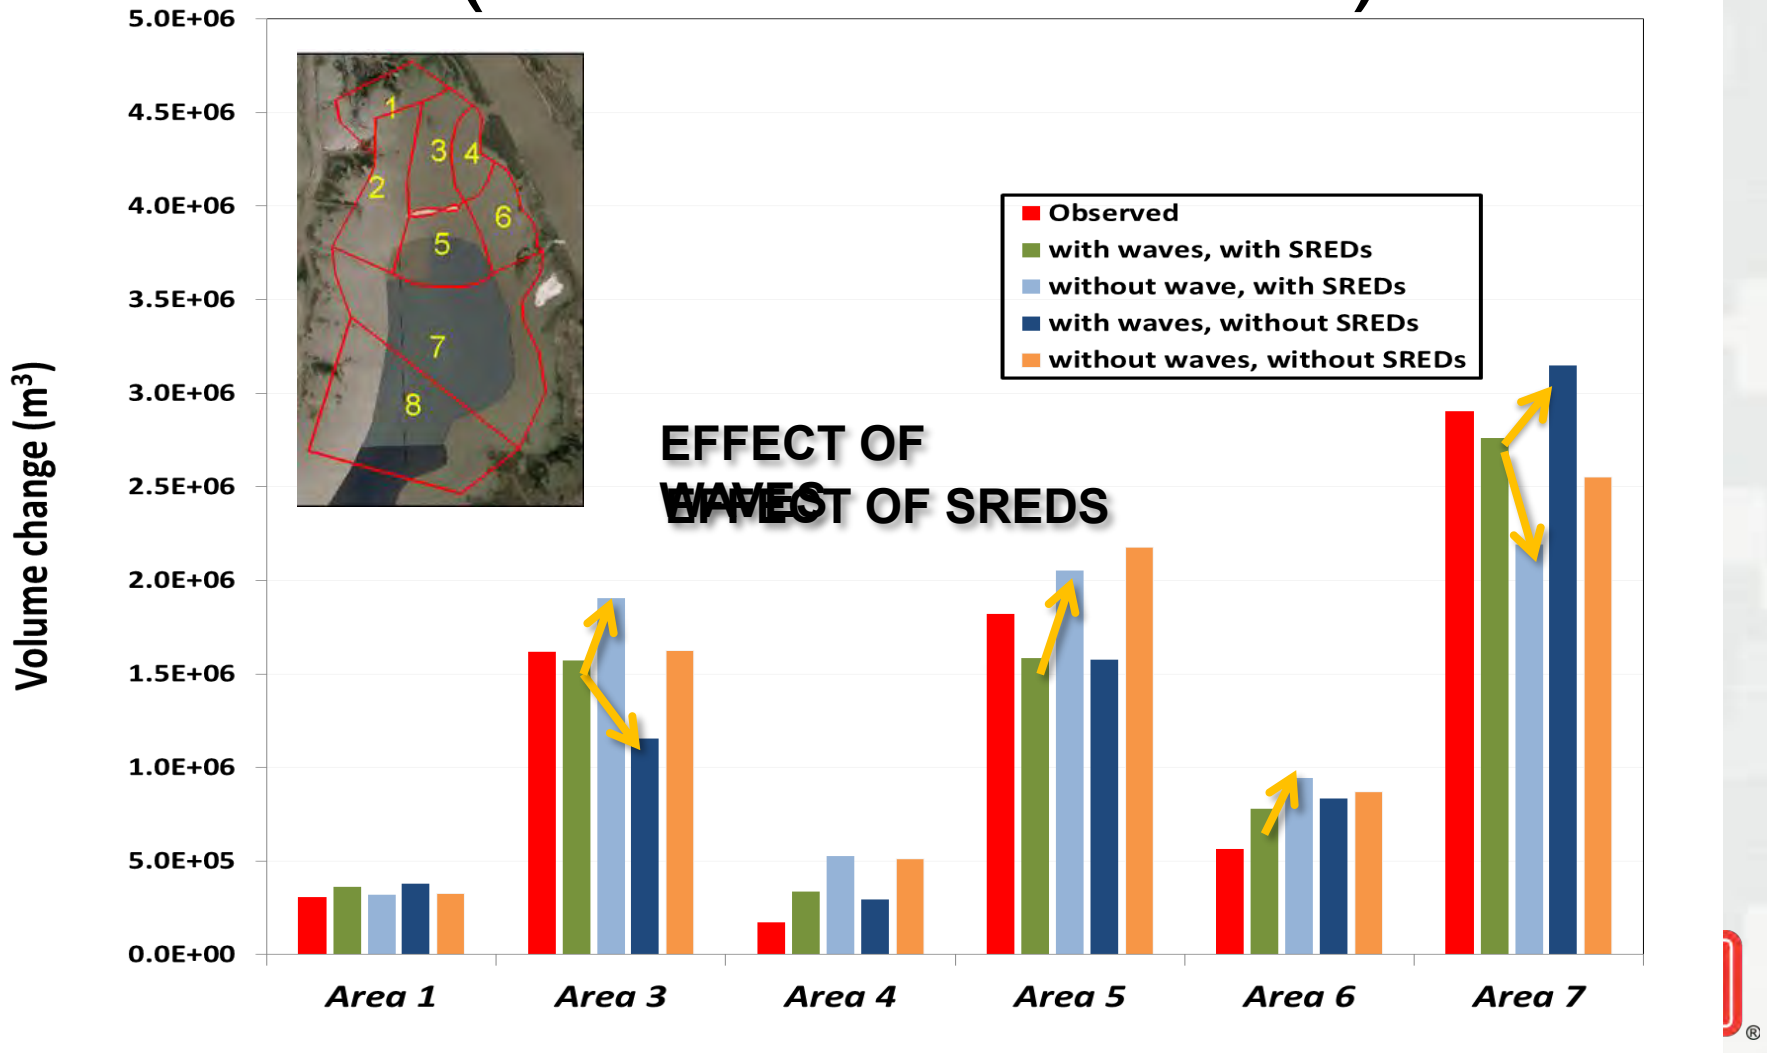 5.0E+06
4.5E+06
4.0E+06
3.5E+06
3.0E+06
2.5E+06
2.0E+06
1.5E+06
1.0E+06
5.0E+05
0.0E+00
Volume change (m³)
1
3
4
2
6
5
7
8
Observed
with waves, with SREDs
without wave, with SREDs
with waves, without SREDs
without waves, without SREDs
EFFECT OF
WAVES
EFFECT OF SREDS
Area 1
Area 3
Area 4
Area 5
Area 6
Area 7
®